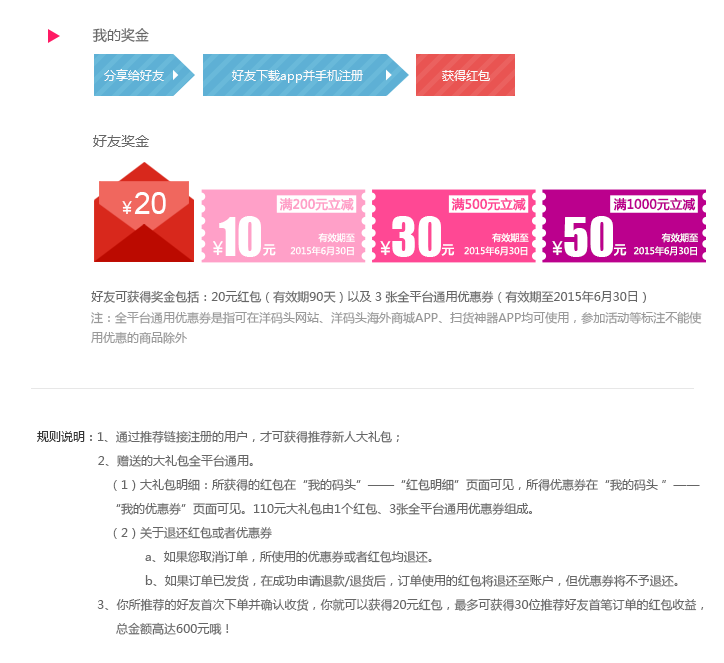 我的奖金
分享给好友
好友下载app并手机注册
获得红包
好友奖金
¥20
满200元立减
¥10元
有效期至
2015年6月30日
满500元立减
¥30元
有效期至
2015年6月30日
满1000元立减
¥50元
有效期至
2015年6月30日
好友可获得奖金包括：20元红包（有效期90天）以及 3 张全平台通用优惠券（有效期至2015年6月30日）
注：全平台通用优惠券是指可在洋码头网站、洋码头海外商城APP、扫货神器APP均可使用，参加活动等标注不能使
用优惠的商品除外
规则说明：1、通过推荐链接注册的用户，才可获得推荐新人大礼包；
2、赠送的大礼包全平台通用。
（1）大礼包明细：所获得的红包在“我的码头”——“红包明细”页面可见，所得优惠券在“我的码头 ”——
“我的优惠券”页面可见。110元大礼包由1个红包、3张全平台通用优惠券组成。
（2）关于退还红包或者优惠券
a、如果您取消订单，所使用的优惠券或者红包均退还。
b、如果订单已发货，在成功申请退款/退货后，订单使用的红包将退还至账户，但优惠券将不予退还。
3、你所推荐的好友首次下单并确认收货，你就可以获得20元红包，最多可获得30位推荐好友首笔订单的红包收益，
总金额高达600元哦！